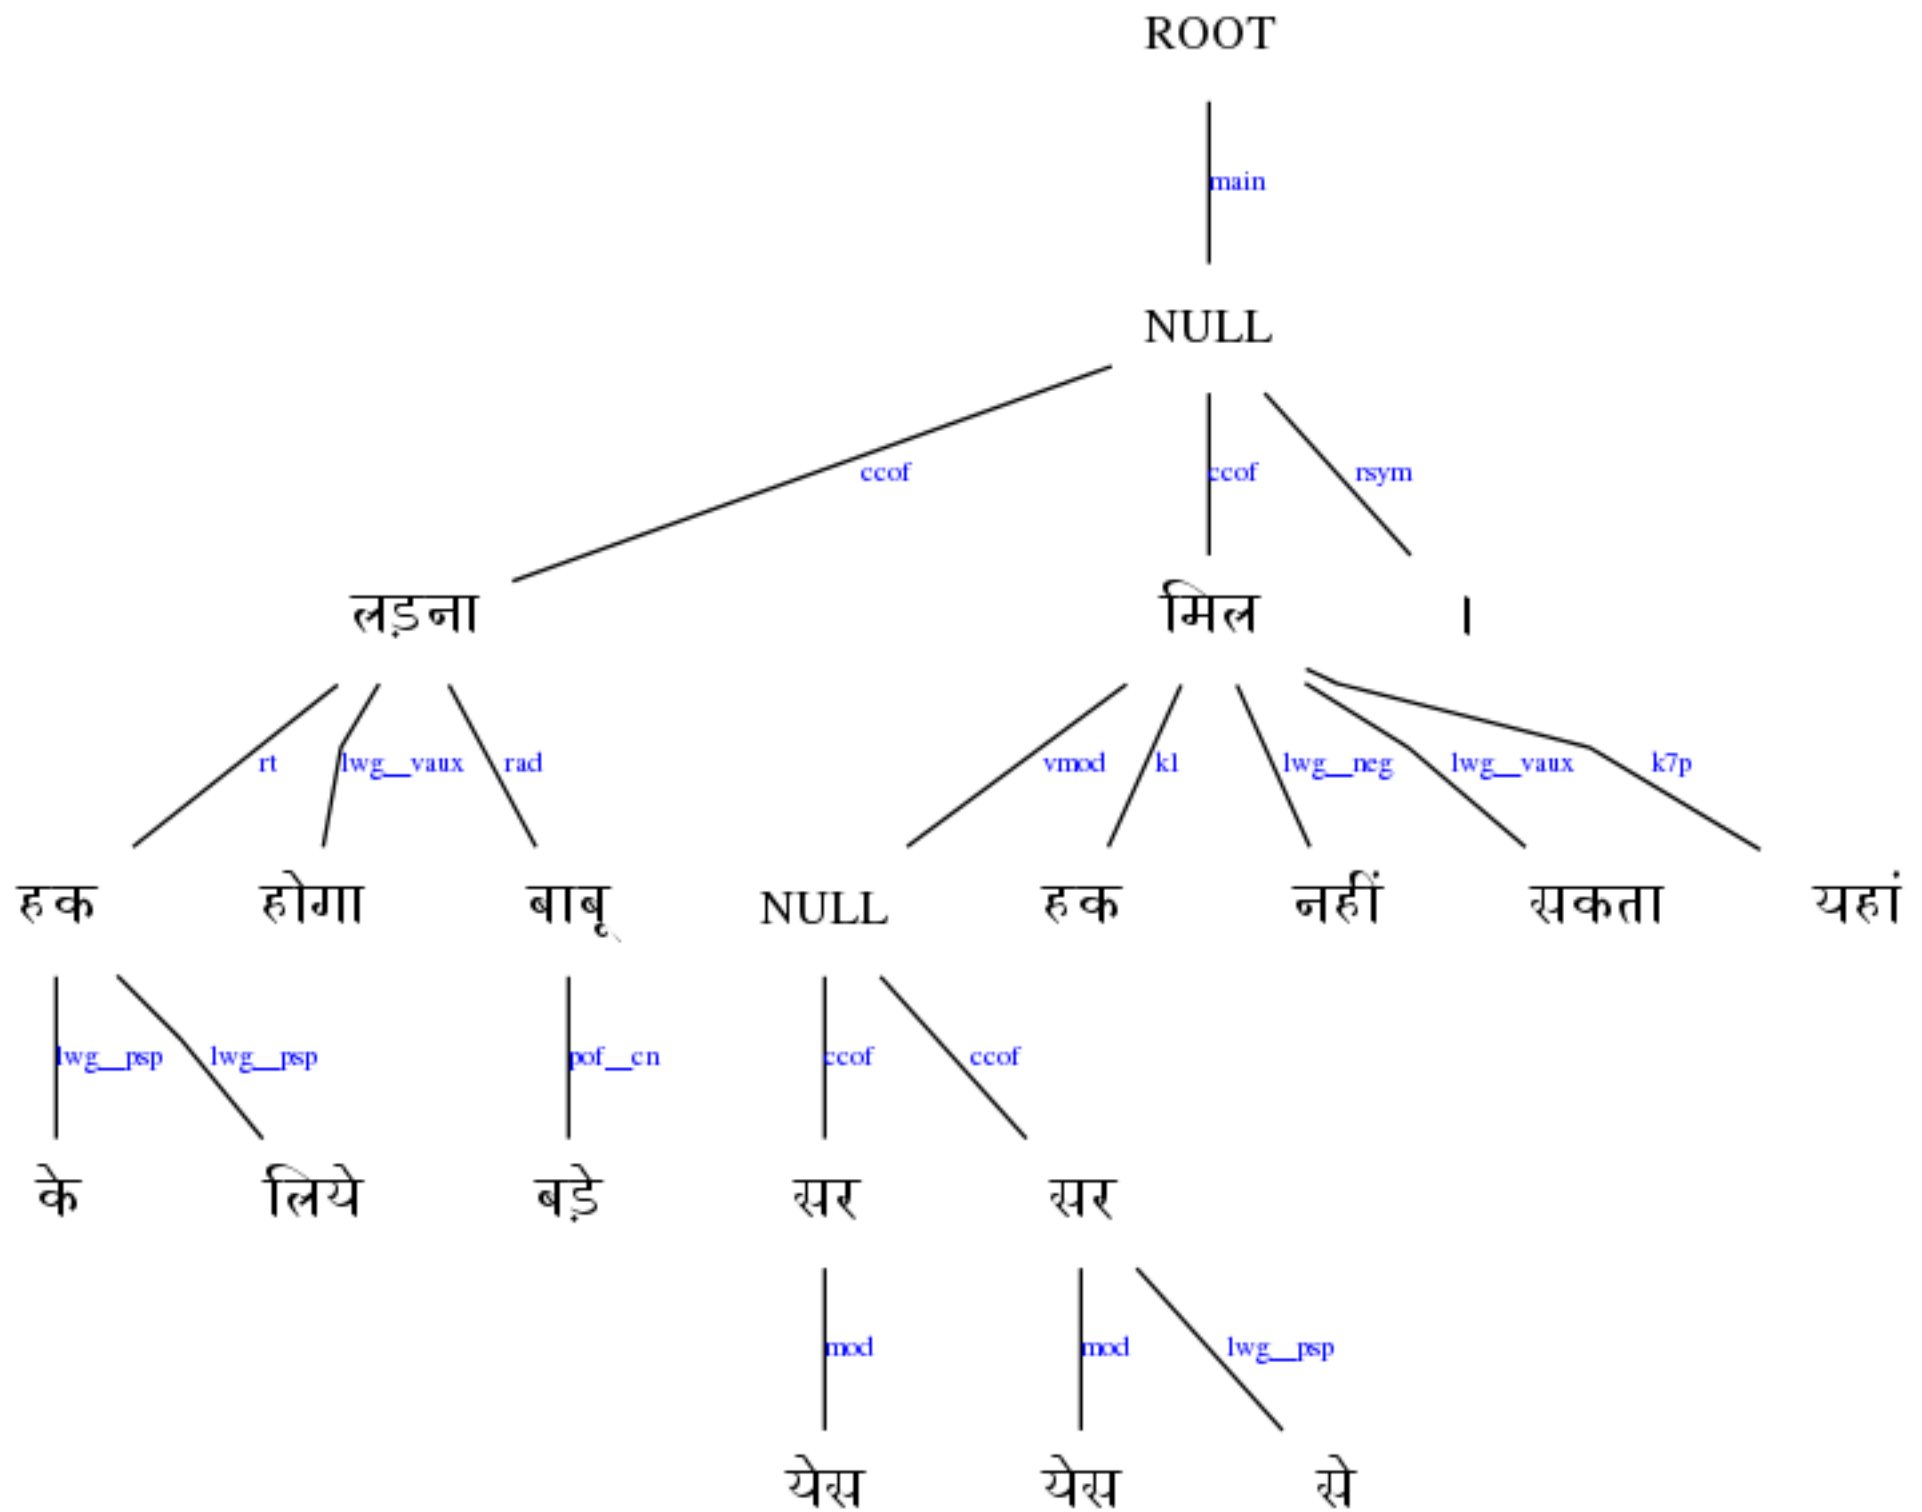 ROOT
main
NULL
ccof ccof rsym
लड़ना मिल ।
rt lwg__vaux rad vmod k1 lwg__neg lwg__vaux k7p
हक होगा बाबू NULL हक नहीं सकता यहां
lwg__psp lwg__psp pof__cn ccof ccof
के लिये बड़े सर सर
mod mod lwg__psp
येस येस से